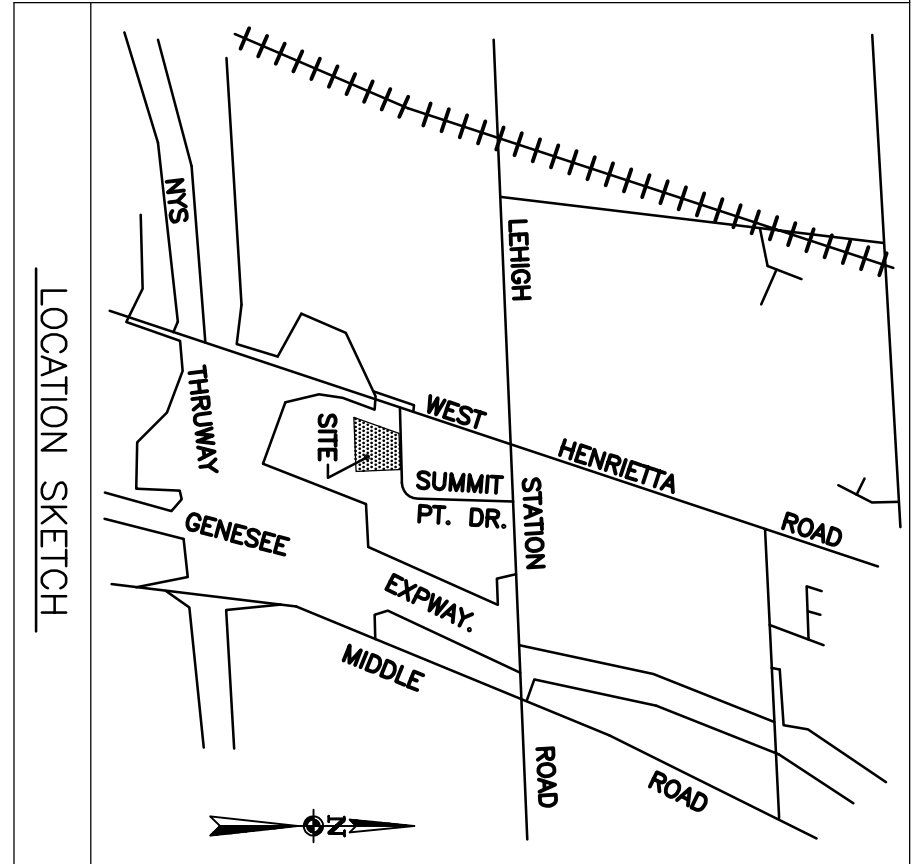 NYS
THRUWAY
LEHIGH
STATION
ROAD
WEST
HENRIETTA
ROAD
SITE
SUMMIT
PT. DR.
GENESEE
EXPWAY.
MIDDLE
ROAD
N
LOCATION SKETCH